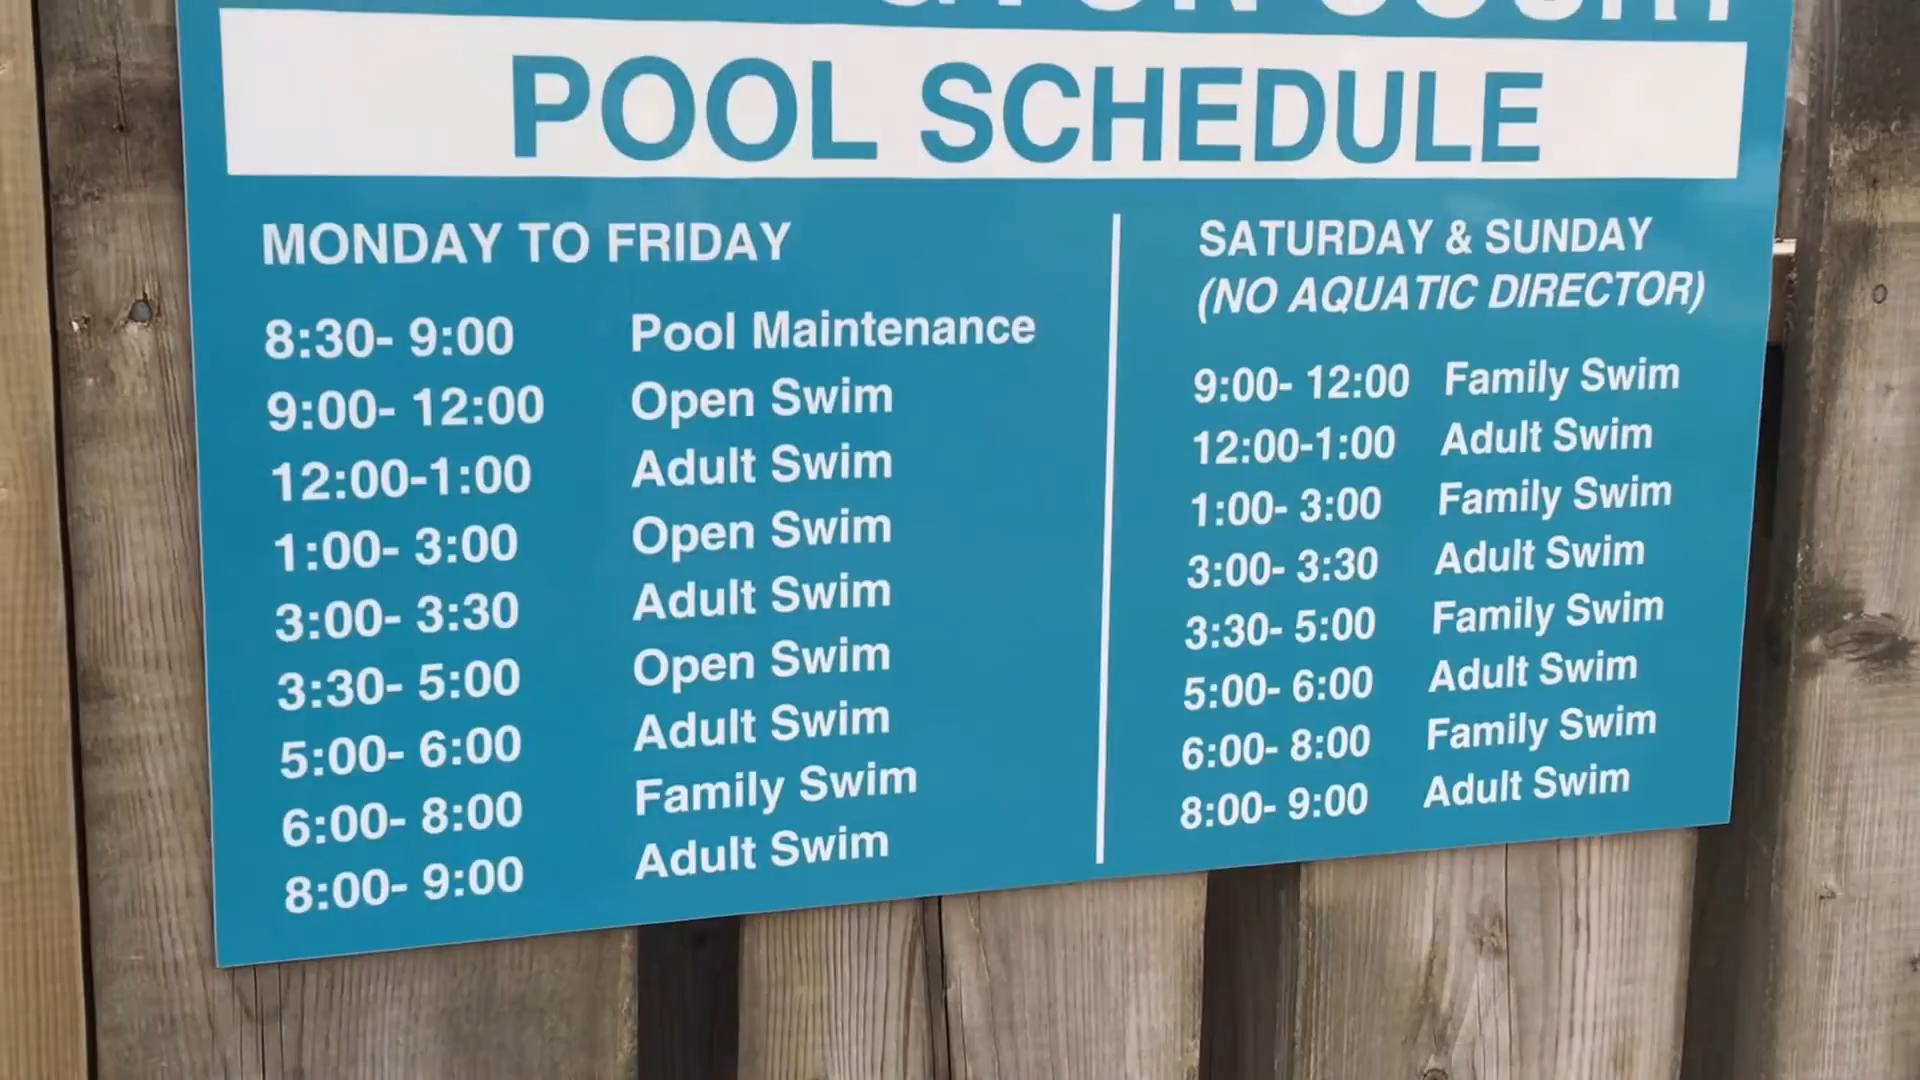 COURT
POOL SCHEDULE
MONDAY TO FRIDAY
8:30- 9:00 Pool Maintenance
9:00- 12:00 Open Swim
12:00-1:00 Adult Swim
1:00- 3:00 Open Swim
3:00- 3:30 Adult Swim
3:30- 5:00 Open Swim
5:00- 6:00 Adult Swim
6:00- 8:00 Family Swim
8:00- 9:00 Adult Swim
SATURDAY & SUNDAY
(NO AQUATIC DIRECTOR)
9:00- 12:00 Family Swim
12:00-1:00 Adult Swim
1:00- 3:00 Family Swim
3:00- 3:30 Adult Swim
3:30- 5:00 Family Swim
5:00- 6:00 Adult Swim
6:00- 8:00 Family Swim
8:00- 9:00 Adult Swim